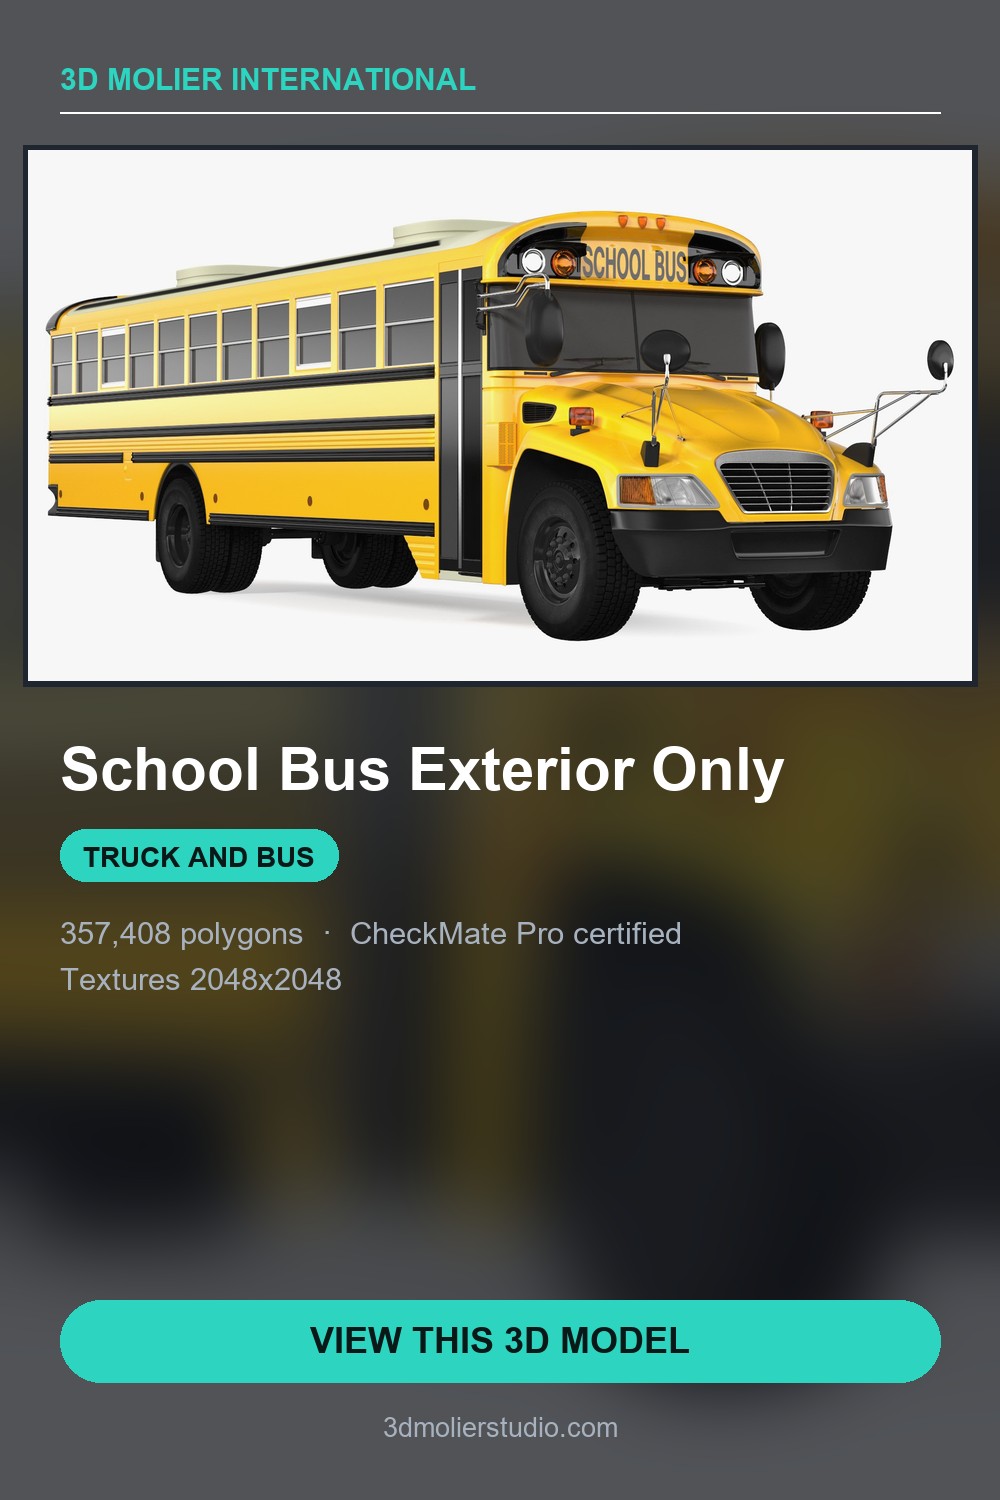 3D MOLIER INTERNATIONAL
SCHOOL BUS
School Bus Exterior Only
TRUCK AND BUS
357,408 polygons · CheckMate Pro certified
Textures 2048x2048
VIEW THIS 3D MODEL
3dmolierstudio.com